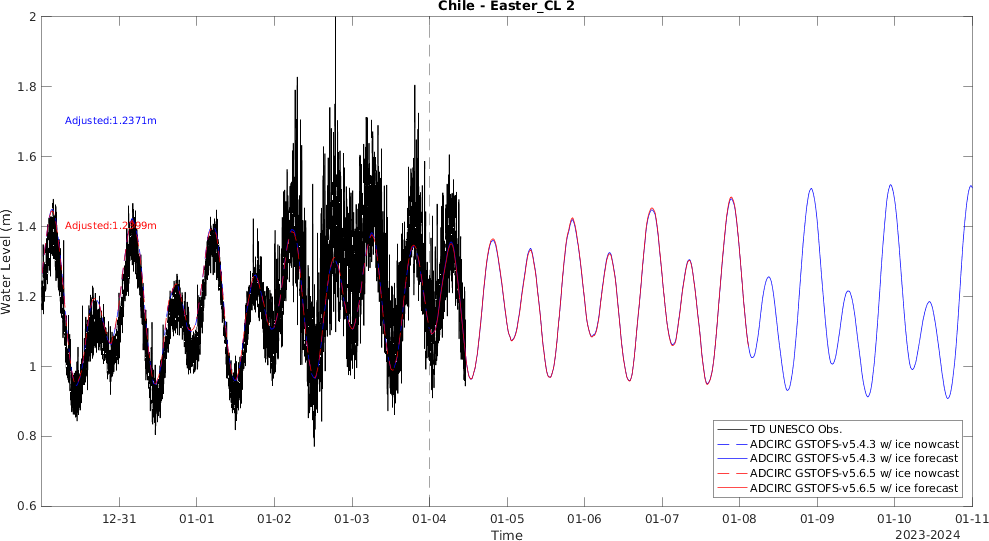 Chile - Easter_CL 2
Water Level (m)
2
1.8
1.6
1.4
1.2
1
0.8
0.6
Adjusted:1.2371m
TD UNESCO Obs.
ADCIRC GSTOFS-v5.4.3 w/ ice nowcast
ADCIRC GSTOFS-v5.4.3 w/ ice forecast
ADCIRC GSTOFS-v5.6.5 w/ ice nowcast
ADCIRC GSTOFS-v5.6.5 w/ ice forecast
12-31 01-01 01-02 01-03 01-04 01-05 01-06 01-07 01-08 01-09 01-10 01-11
Time
2023-2024